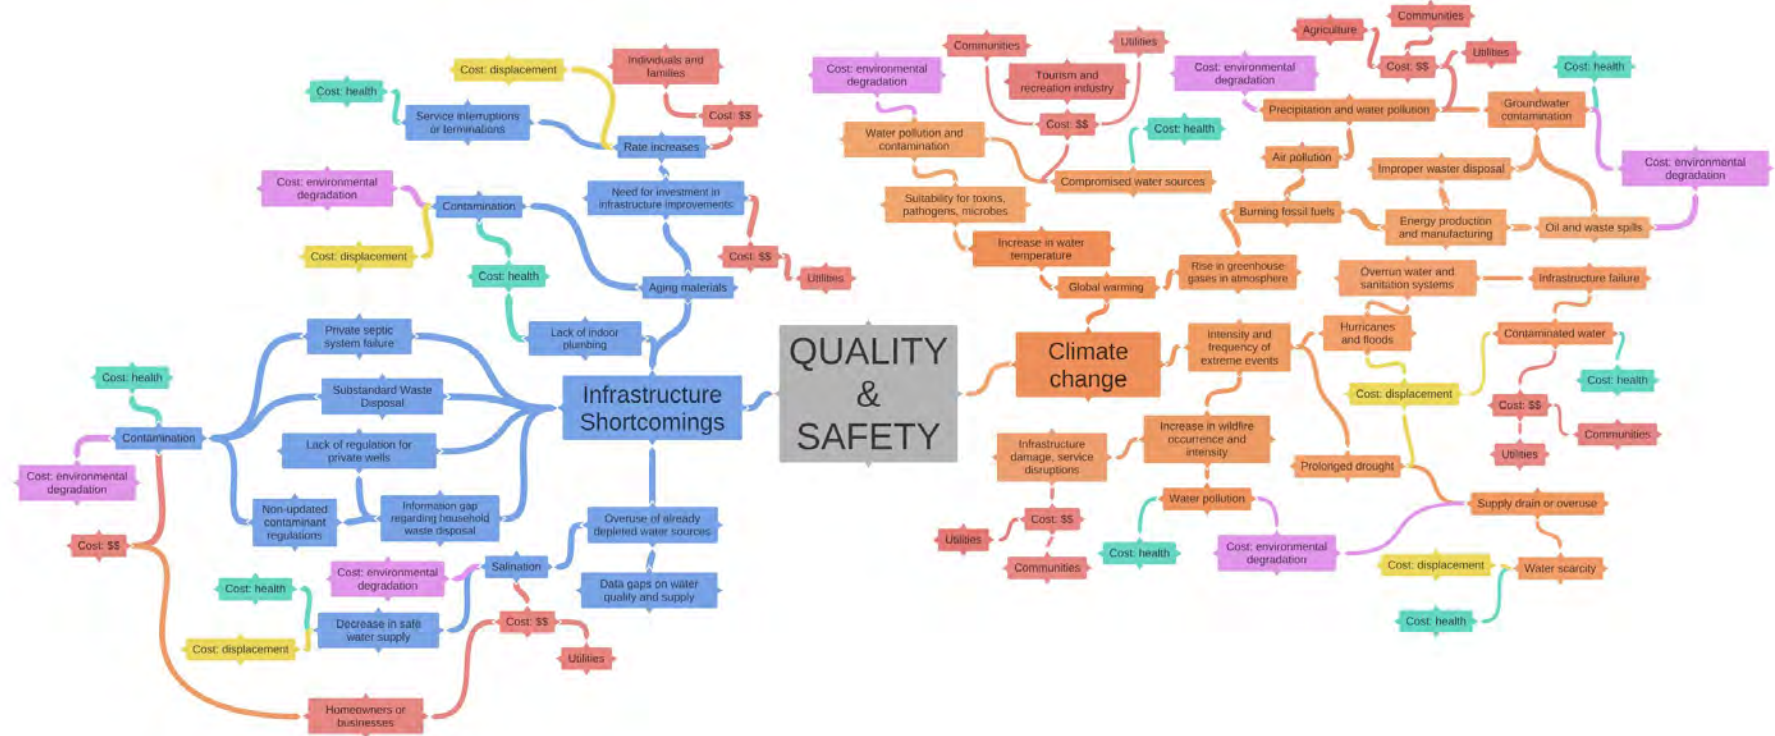 QUALITY
&
SAFETY
Infrastructure
Shortcomings
Lack of indoor
plumbing
Aging materials
Need for investment in
infrastructure improvements
Cost: $$
Utilities
Rate increases
Cost: $$
Individuals and
families
Cost: displacement
Service interruptions
or terminations
Cost: health
Contamination
Cost: environmental
degradation
Cost: displacement
Cost: health
Private septic
system failure
Substandard Waste
Disposal
Lack of regulation for
private wells
Information gap
regarding household
waste disposal
Non-updated
contaminant
regulations
Contamination
Cost: health
Cost: environmental
degradation
Cost: $$
Homeowners or
businesses
Overuse of already
depleted water sources
Data gaps on water
quality and supply
Salination
Cost: environmental
degradation
Decrease in safe
water supply
Cost: health
Cost: displacement
Cost: $$
Utilities
Climate
change
Global warming
Increase in water
temperature
Suitability for toxins,
pathogens, microbes
Water pollution and
contamination
Cost: environmental
degradation
Compromised water sources
Cost: health
Cost: $$
Communities
Tourism and
recreation industry
Utilities
Rise in greenhouse
gases in atmosphere
Burning fossil fuels
Air pollution
Precipitation and water pollution
Cost: environmental
degradation
Cost: $$
Agriculture
Communities
Utilities
Groundwater
contamination
Cost: health
Cost: environmental
degradation
Improper waster disposal
Energy production
and manufacturing
Oil and waste spills
Intensity and
frequency of
extreme events
Hurricanes
and floods
Overrun water and
sanitation systems
Infrastructure failure
Contaminated water
Cost: health
Cost: $$
Communities
Utilities
Cost: displacement
Prolonged drought
Supply drain or overuse
Water scarcity
Cost: displacement
Cost: health
Increase in wildfire
occurrence and
intensity
Infrastructure
damage, service
disruptions
Cost: $$
Utilities
Communities
Water pollution
Cost: health
Cost: environmental
degradation